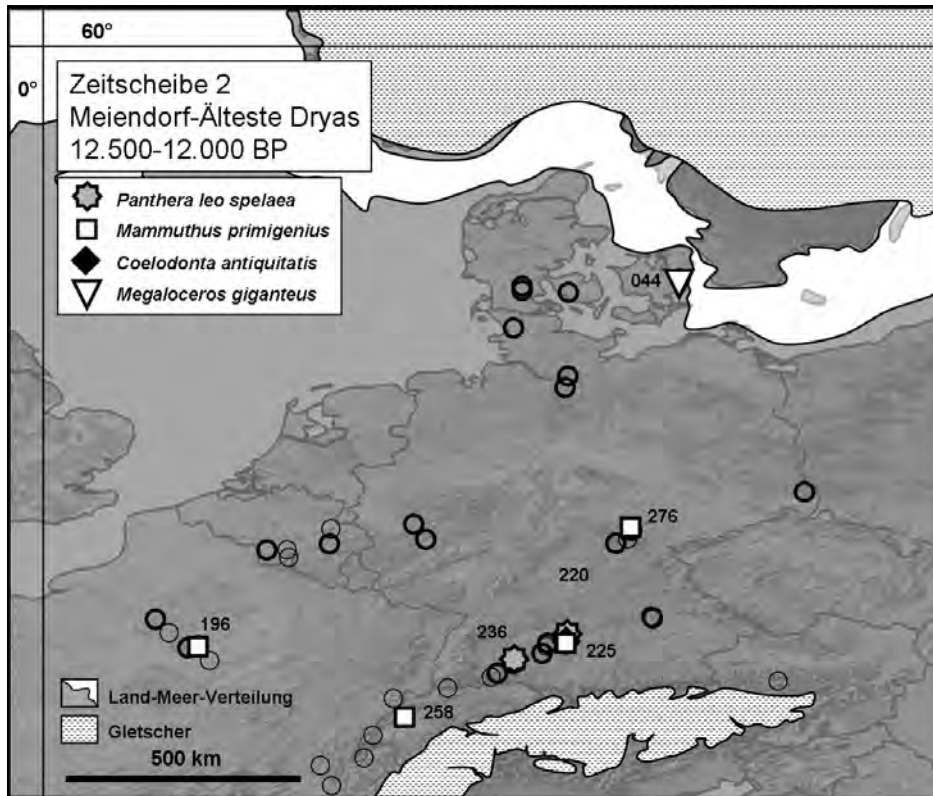 60°
0°
Zeitscheibe 2
Meiendorf-Älteste Dryas
12.500-12.000 BP
Panthera leo spelaea
Mammuthus primigenius
Coelodonta antiquitatis
Megaloceros giganteus
044
276
220
196
236
225
258
Land-Meer-Verteilung
Gletscher
500 km